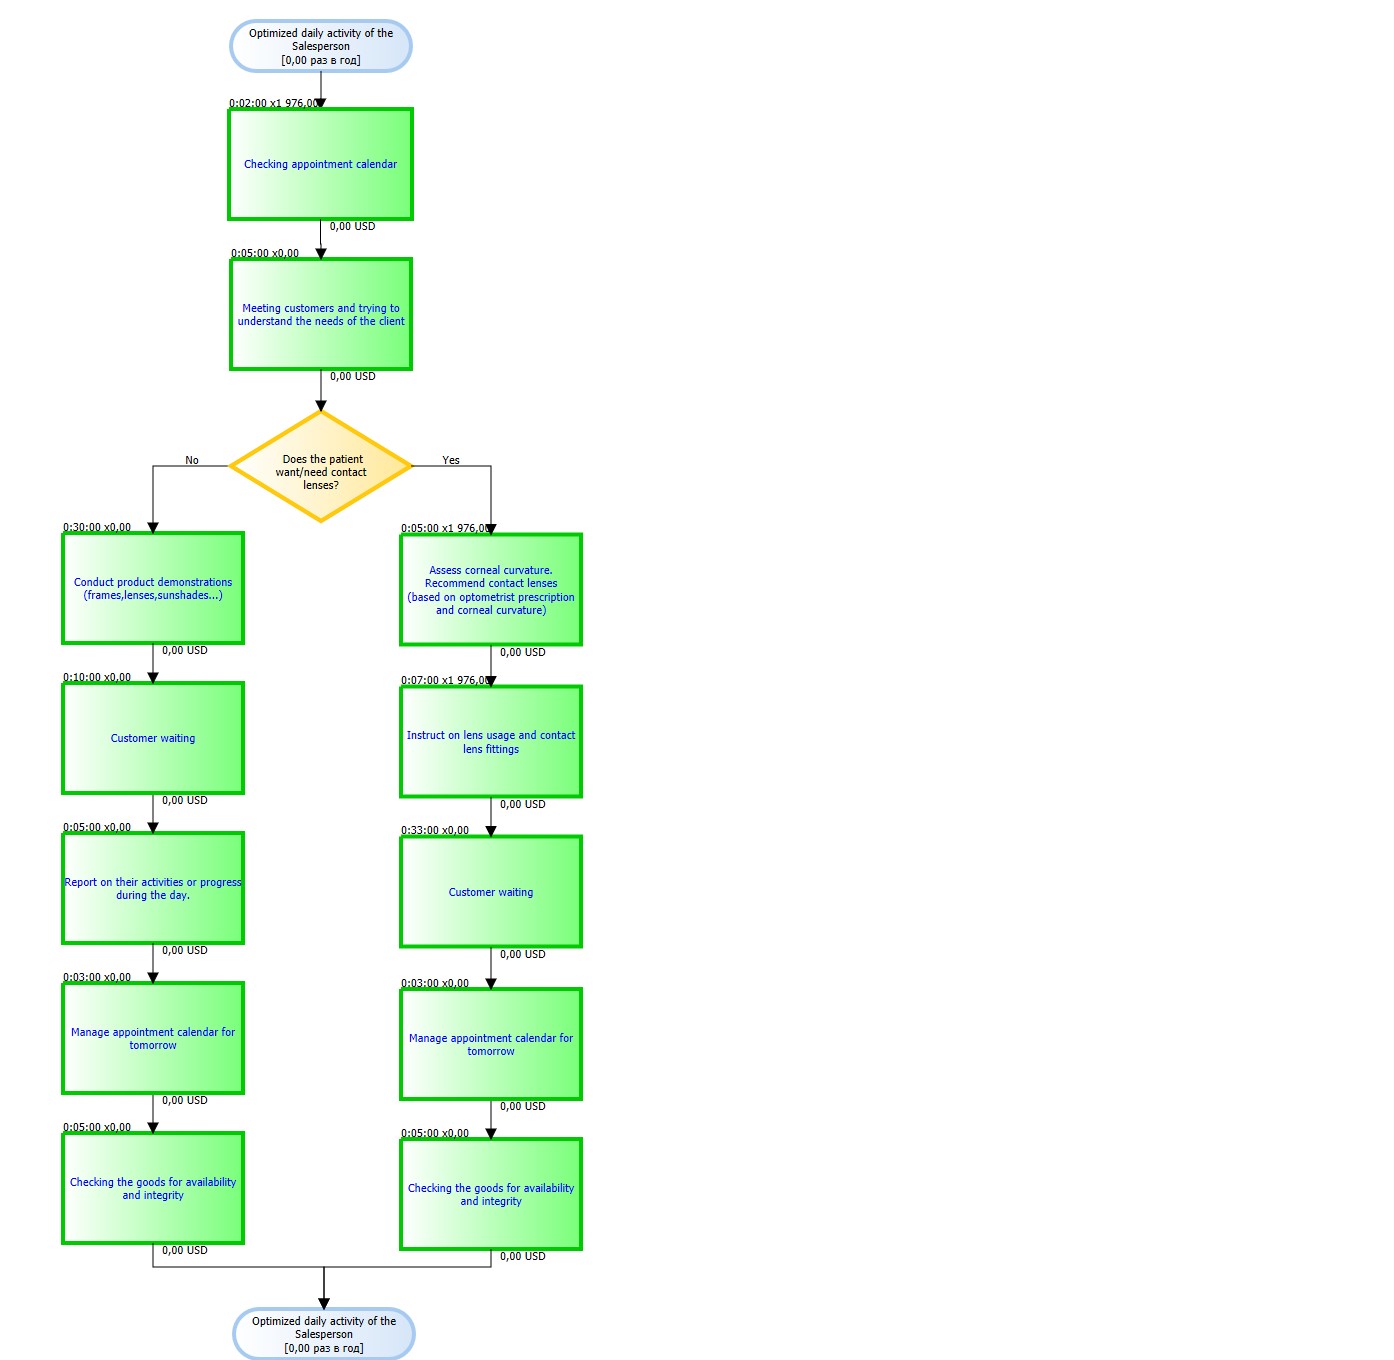 Optimized daily activity of the
Salesperson
[0,00 раз в год]
0:02:00 x1 976,00
Checking appointment calendar
0,00 USD
0:05:00 x0,00
Meeting customers and trying to
understand the needs of the client
0,00 USD
Does the patient
want/need contact
lenses?
No
Yes
0:30:00 x0,00
Conduct product demonstrations
(frames,lenses,sunshades...)
0,00 USD
0:10:00 x0,00
Customer waiting
0,00 USD
0:05:00 x0,00
Report on their activities or progress
during the day.
0,00 USD
0:03:00 x0,00
Manage appointment calendar for
tomorrow
0,00 USD
0:05:00 x0,00
Checking the goods for availability
and integrity
0,00 USD
0:05:00 x1 976,00
Assess corneal curvature.
Recommend contact lenses
(based on optometrist prescription
and corneal curvature)
0,00 USD
0:07:00 x1 976,00
Instruct on lens usage and contact
lens fittings
0,00 USD
0:33:00 x0,00
Customer waiting
0,00 USD
0:03:00 x0,00
Manage appointment calendar for
tomorrow
0,00 USD
0:05:00 x0,00
Checking the goods for availability
and integrity
0,00 USD
Optimized daily activity of the
Salesperson
[0,00 раз в год]